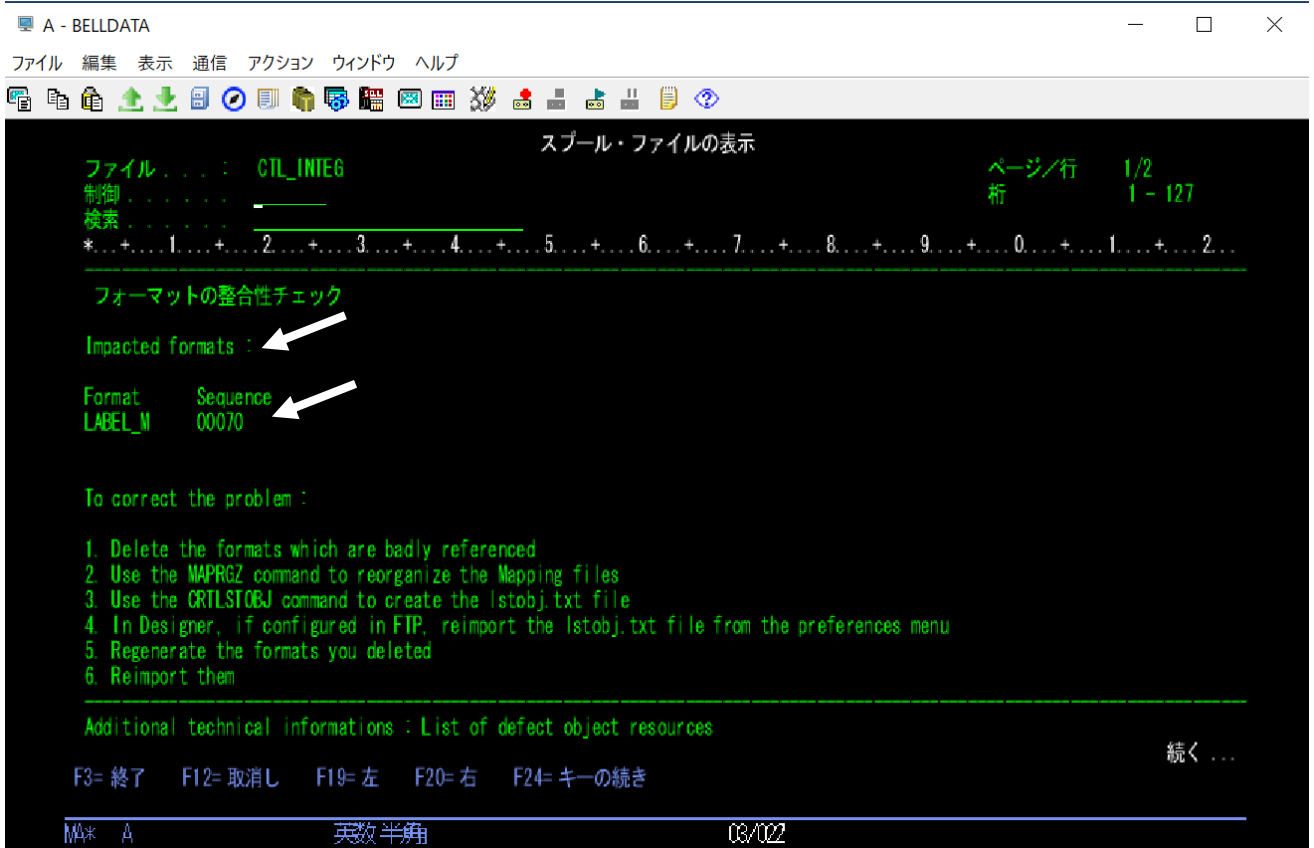 A - BELLDATA
ファイル 編集 表示 通信 アクション ウィンドウ ヘルプ
スプール・ファイルの表示
ファイル . . . : CTL_INTEG ページ/行 1/2
制御 . . . . . . 桁 1 - 127
検索 . . . . . .
*...+....1....+....2....+....3....+....4....+....5....+....6....+....7....+....8....+....9....+....0....+....1....+....2...
フォーマットの整合性チェック
Impacted formats :
Format Sequence
LABEL_M 00070
To correct the problem :
1. Delete the formats which are badly referenced
2. Use the MAPRGZ command to reorganize the Mapping files
3. Use the CRTLSTOBJ command to create the lstobj.txt file
4. In Designer, if configured in FTP, reimport the lstobj.txt file from the preferences menu
5. Regenerate the formats you deleted
6. Reimport them
Additional technical informations : List of defect object resources
続く ...
F3= 終了 F12= 取消し F19= 左 F20= 右 F24= キーの続き
MA* A 英数 半角 03/022